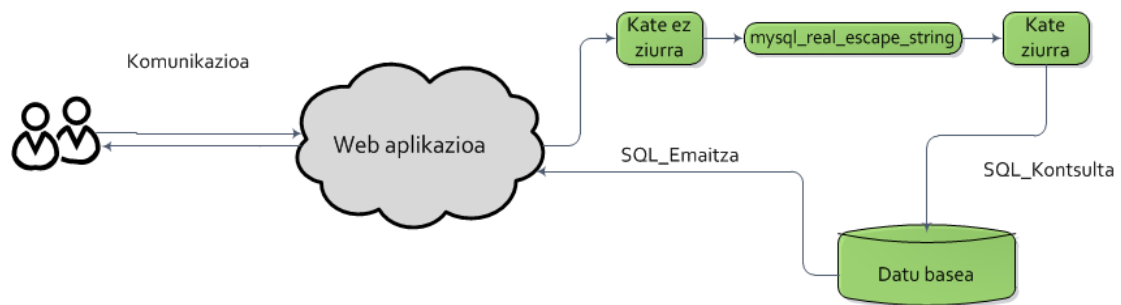 Komunikazioa
Web aplikazioa
Kate ez
ziurra
mysql_real_escape_string
Kate
ziurra
SQL_Emaitza
SQL_Kontsulta
Datu basea